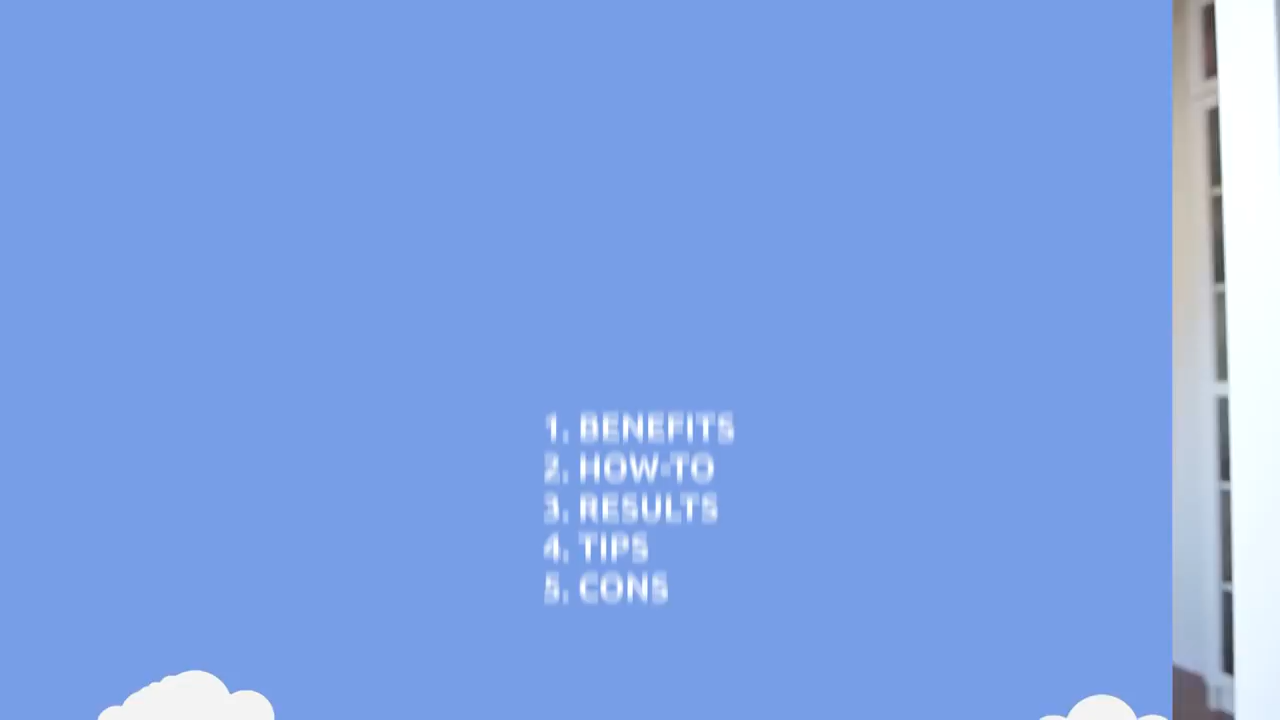 1. BENEFITS
2. HOW-TO
3. RESULTS
4. TIPS
5. CONS